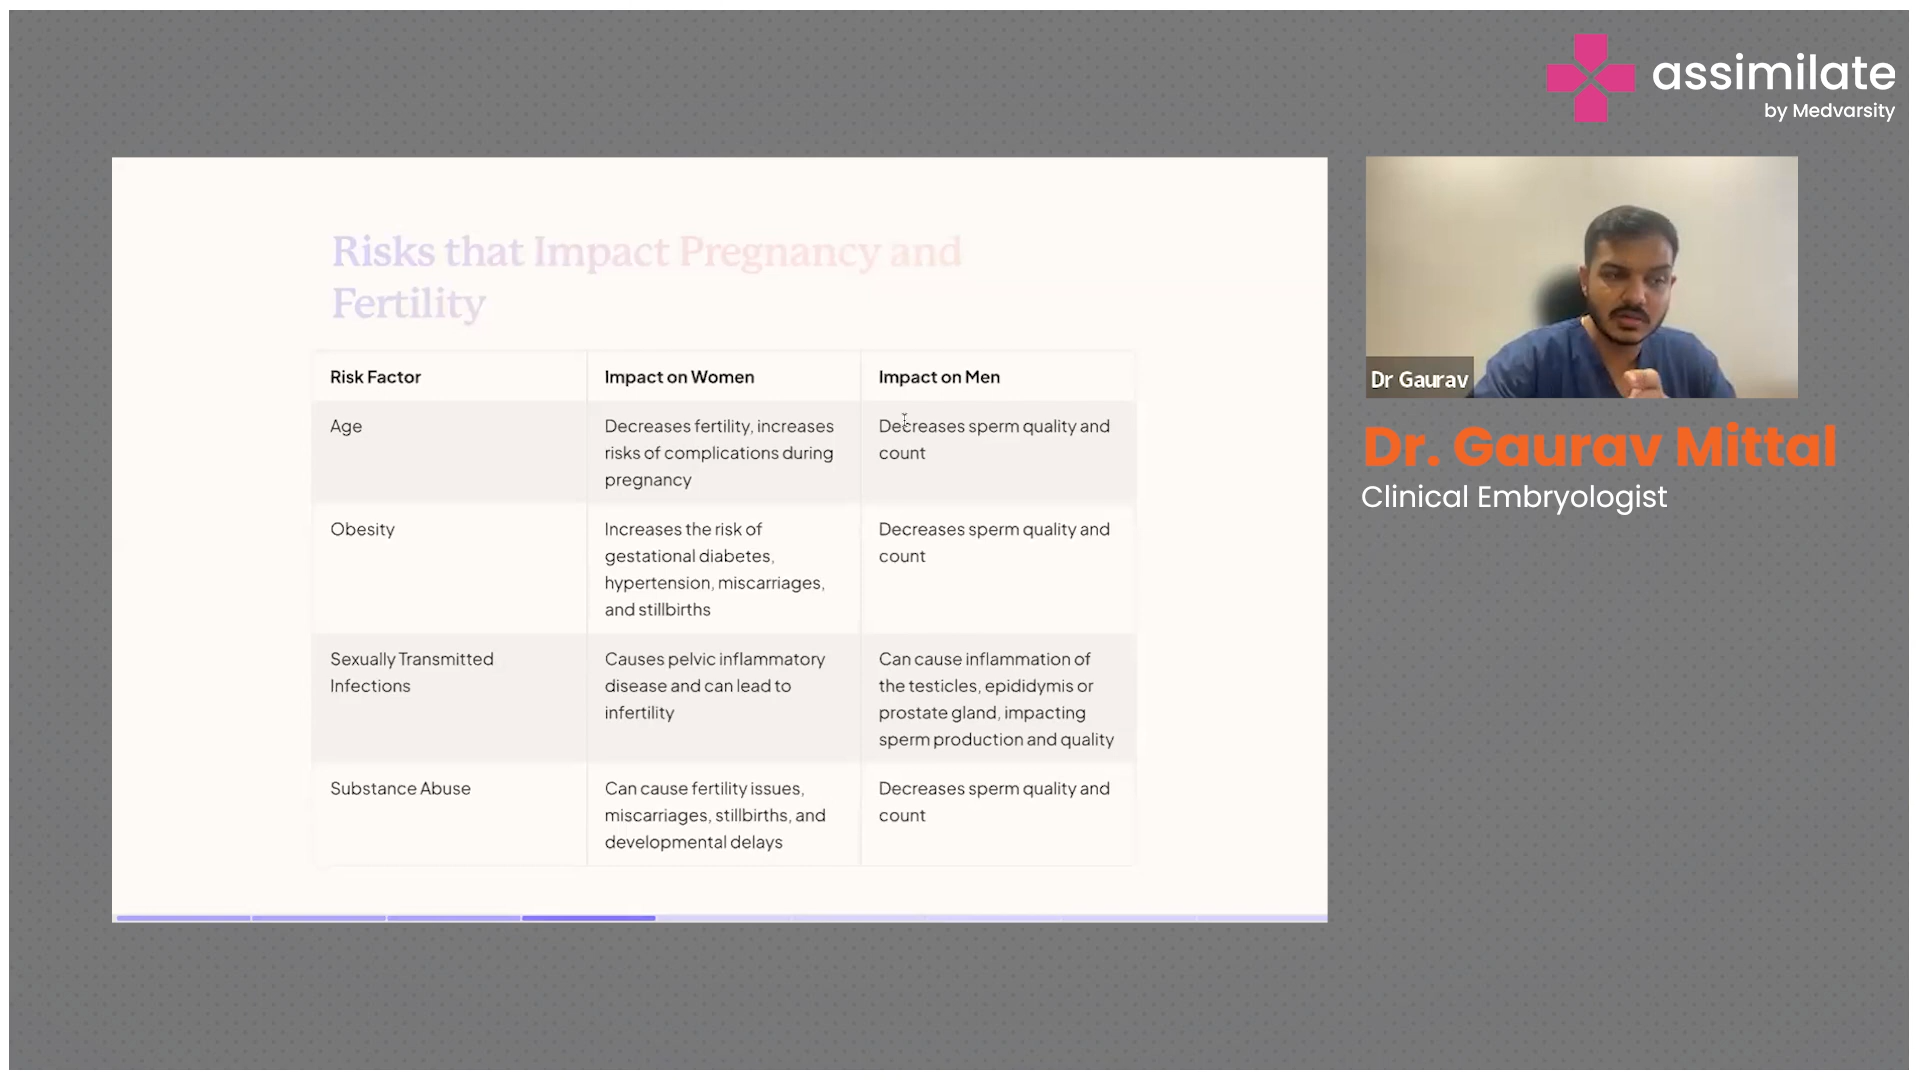 assimilate
by Medvarsity
Risks that Impact Pregnancy and
Fertility
Risk Factor
Impact on Women
Impact on Men
Age
Decreases fertility, increases
risks of complications during
pregnancy
Decreases sperm quality and
count
Obesity
Increases the risk of
gestational diabetes,
hypertension, miscarriages,
and stillbirths
Decreases sperm quality and
count
Sexually Transmitted
Infections
Causes pelvic inflammatory
disease and can lead to
infertility
Can cause inflammation of
the testicles, epididymis or
prostate gland, impacting
sperm production and quality
Substance Abuse
Can cause fertility issues,
miscarriages, stillbirths, and
developmental delays
Decreases sperm quality and
count
Dr Gaurav
Dr. Gaurav Mittal
Clinical Embryologist